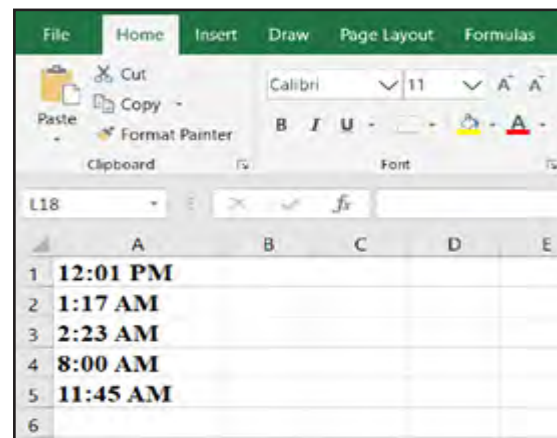 File Home Insert Draw Page Layout Formulas
Cut
Copy
Paste
Format Painter
Calibri 11 A A
B I U A
Clipboard Font
L18 fx
A B C D E
1 12:01 PM
2 1:17 AM
3 2:23 AM
4 8:00 AM
5 11:45 AM
6